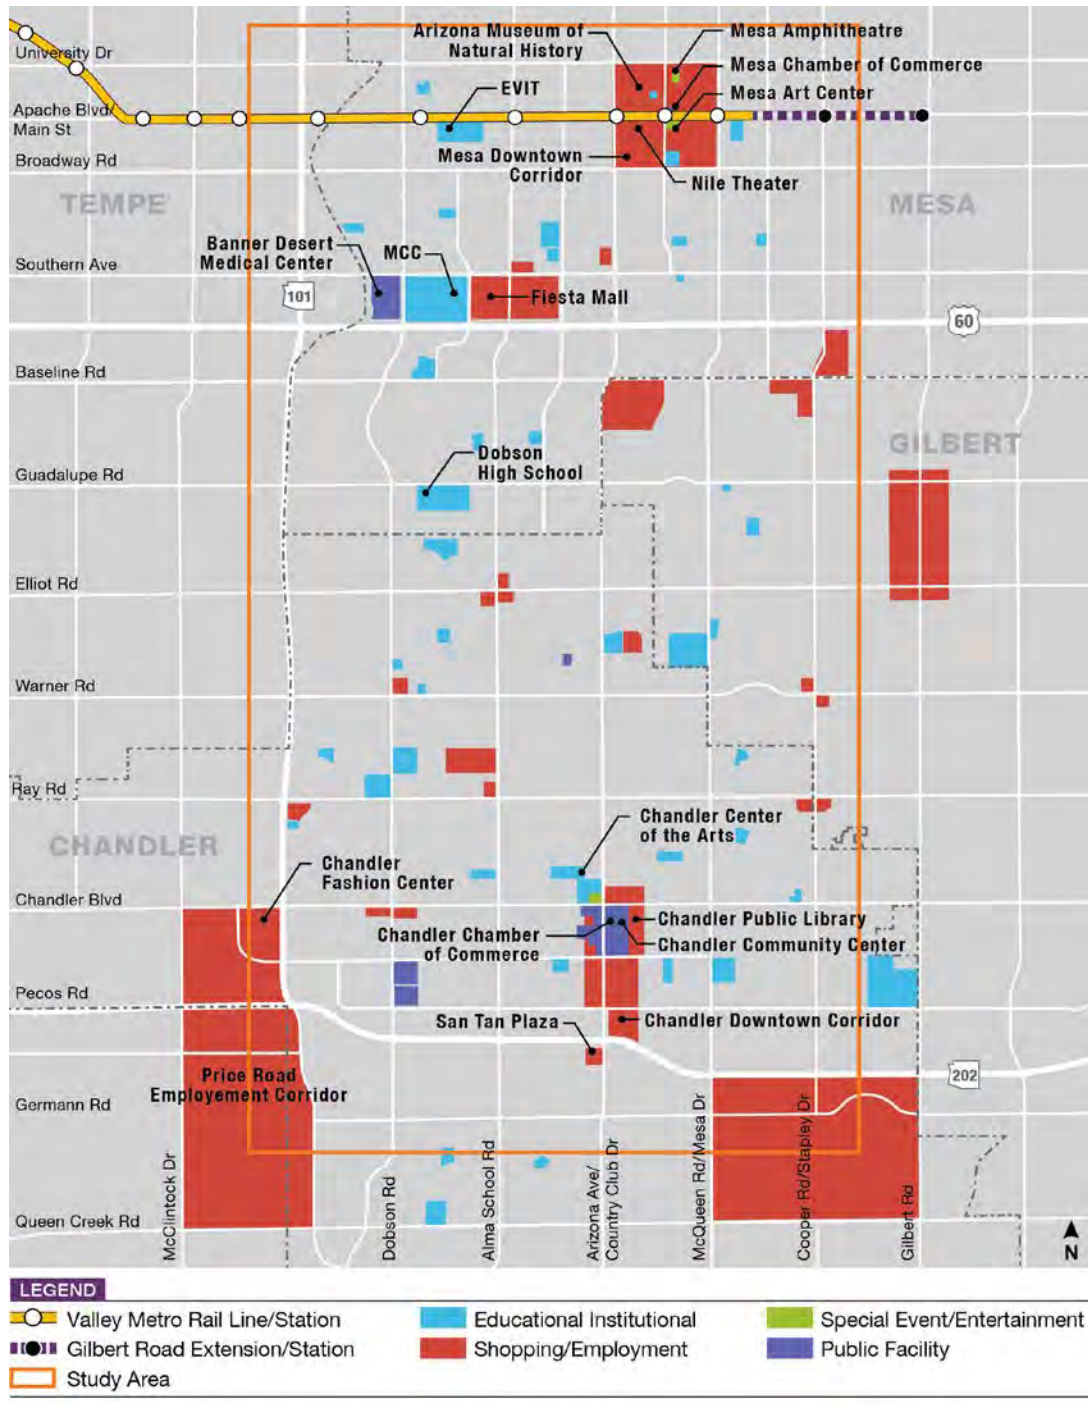 Arizona Museum of
Natural History
Mesa Amphitheatre
University Dr
Mesa Chamber of Commerce
EVIT
Mesa Art Center
Apache Blvd/
Main St
Broadway Rd
Mesa Downtown
Corridor
Nile Theater
TEMPE
MESA
Banner Desert
Medical Center
MCC
Southern Ave
101
Fiesta Mall
60
Baseline Rd
GILBERT
Dobson
High School
Guadalupe Rd
Elliot Rd
Warner Rd
Ray Rd
Chandler Center
of the Arts
CHANDLER
Chandler
Fashion Center
Chandler Blvd
Chandler Public Library
Chandler Chamber
of Commerce
Chandler Community Center
Pecos Rd
San Tan Plaza
Chandler Downtown Corridor
Price Road
Employement Corridor
202
Germann Rd
Queen Creek Rd
McClintock Dr
Dobson Rd
Alma School Rd
Arizona Ave/
Country Club Dr
McQueen Rd/Mesa Dr
Cooper Rd/Stapley Dr
Gilbert Rd
N
LEGEND
Valley Metro Rail Line/Station
Educational Institutional
Special Event/Entertainment
Gilbert Road Extension/Station
Shopping/Employment
Public Facility
Study Area